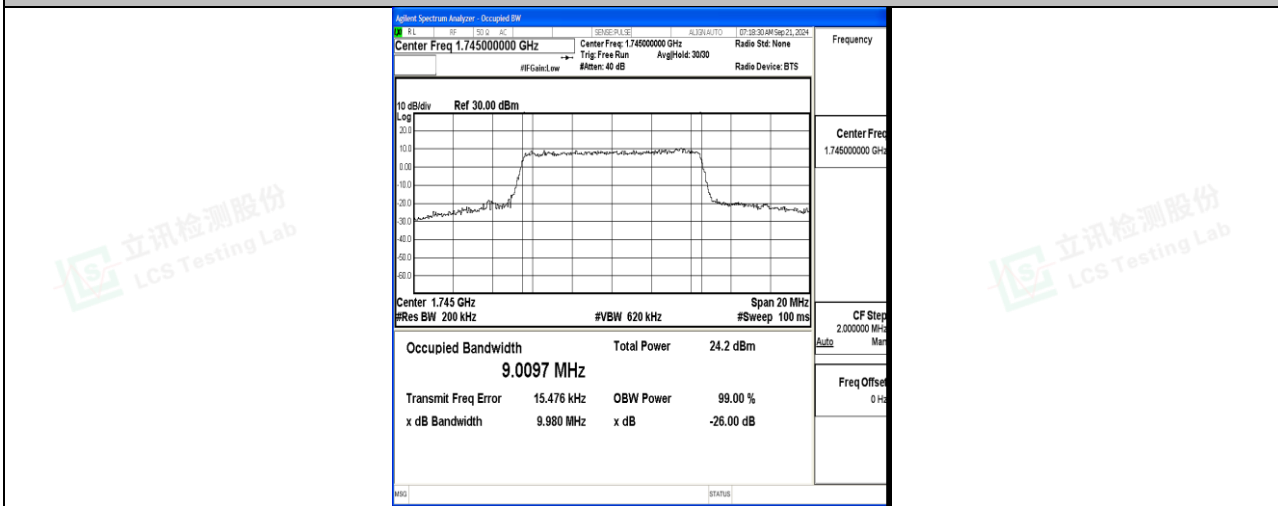 Agilent Spectrum Analyzer - Occupied BW
RL RF 50 Ω AC SENSE:PULSE ALIGN AUTO 07:18:30 AM Sep 21, 2024
Center Freq 1.745000000 GHz
Center Freq: 1.745000000 GHz
Radio Std: None
Trig: Free Run Avg|Hold: 30/30
#IFGain:Low #Atten: 40 dB Radio Device: BTS
10 dB/div Ref 30.00 dBm
Log
20.0
10.0
0.00
-10.0
-20.0
-30.0
-40.0
-50.0
-60.0
Center 1.745 GHz Span 20 MHz
#Res BW 200 kHz #VBW 620 kHz #Sweep 100 ms
Occupied Bandwidth Total Power 24.2 dBm
9.0097 MHz
Transmit Freq Error 15.476 kHz OBW Power 99.00 %
x dB Bandwidth 9.980 MHz x dB -26.00 dB
MSG STATUS
Frequency
Center Freq
1.745000000 GHz
CF Step
2.000000 MHz
Auto Man
Freq Offset
0 Hz
立讯检测股份
LCS Testing Lab
立讯检测股份
LCS Testing Lab